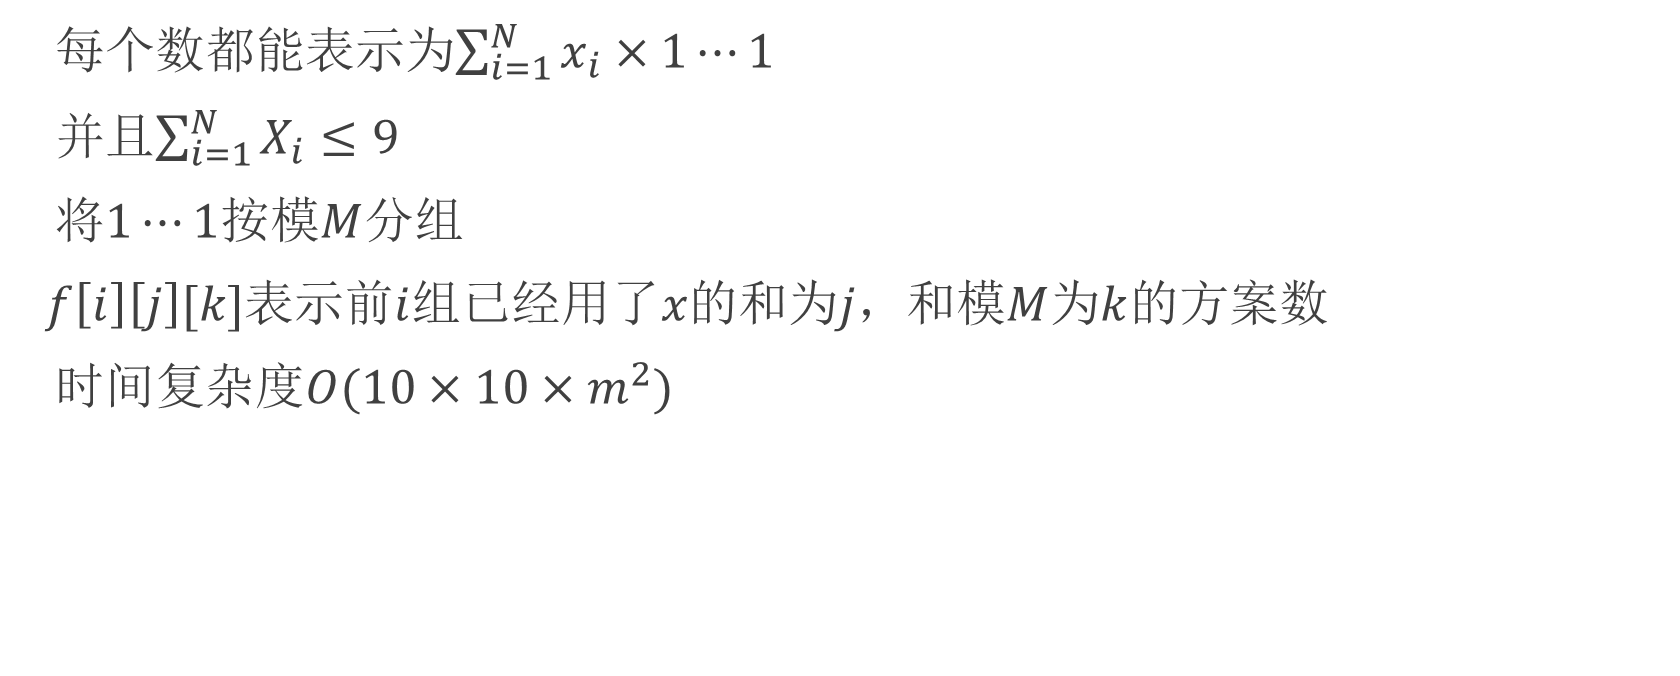 每个数都能表示为∑_{i=1}^{N} x_i × 1 ⋯ 1
并且∑_{i=1}^{N} X_i ≤ 9
将1 ⋯ 1按模M分组
f[i][j][k]表示前i组已经用了x的和为j，和模M为k的方案数
时间复杂度O(10 × 10 × m²)